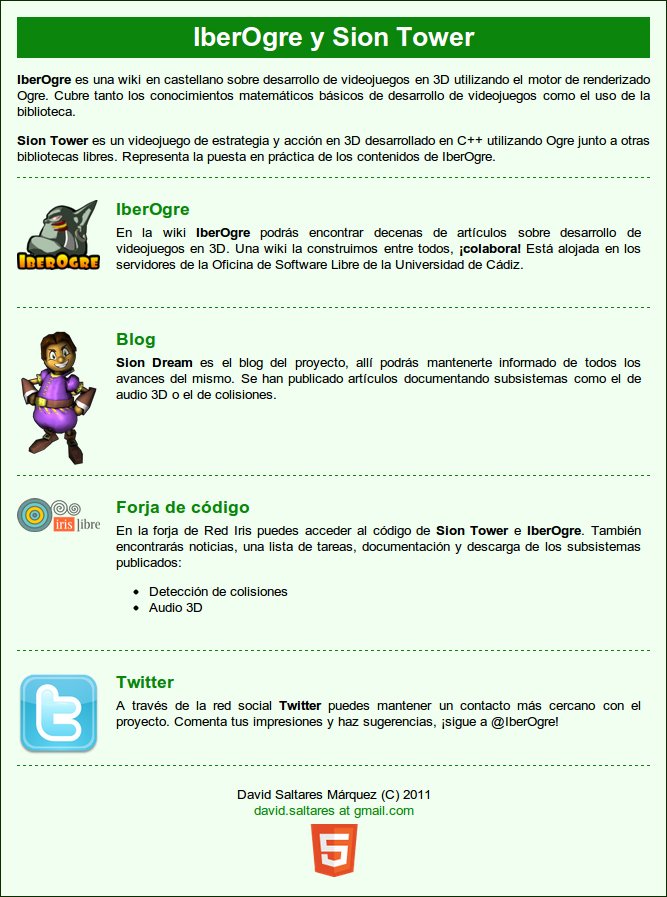 IberOgre y Sion Tower
IberOgre es una wiki en castellano sobre desarrollo de videojuegos en 3D utilizando el motor de renderizado
Ogre. Cubre tanto los conocimientos matemáticos básicos de desarrollo de videojuegos como el uso de la
biblioteca.
Sion Tower es un videojuego de estrategia y acción en 3D desarrollado en C++ utilizando Ogre junto a otras
bibliotecas libres. Representa la puesta en práctica de los contenidos de IberOgre.
IBEROGRE
IberOgre
En la wiki IberOgre podrás encontrar decenas de artículos sobre desarrollo de
videojuegos en 3D. Una wiki la construimos entre todos, ¡colabora! Está alojada en los
servidores de la Oficina de Software Libre de la Universidad de Cádiz.
Blog
Sion Dream es el blog del proyecto, allí podrás mantenerte informado de todos los
avances del mismo. Se han publicado artículos documentando subsistemas como el de
audio 3D o el de colisiones.
iris libre
Forja de código
En la forja de Red Iris puedes acceder al código de Sion Tower e IberOgre. También
encontrarás noticias, una lista de tareas, documentación y descarga de los subsistemas
publicados:
• Detección de colisiones
• Audio 3D
t
Twitter
A través de la red social Twitter puedes mantener un contacto más cercano con el
proyecto. Comenta tus impresiones y haz sugerencias, ¡sigue a @IberOgre!
David Saltares Márquez (C) 2011
david.saltares at gmail.com
5